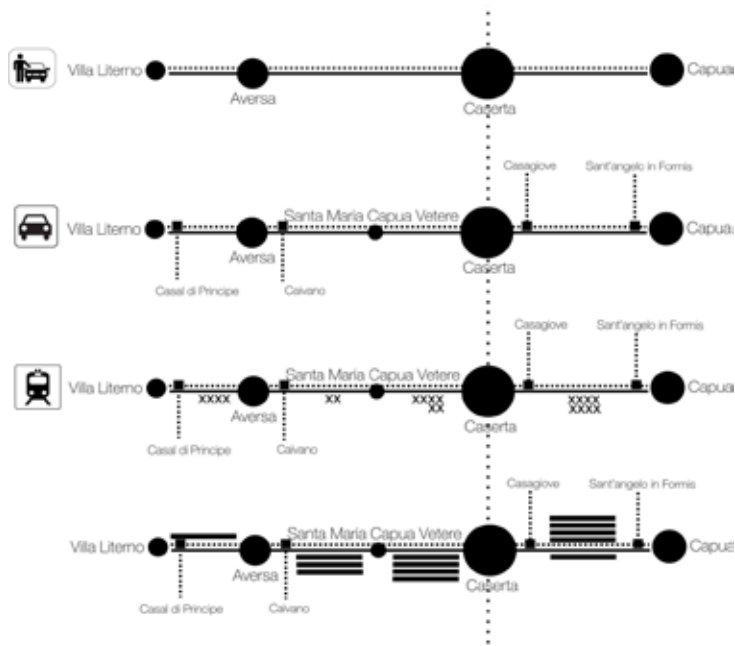 Villa Literno
Aversa
Caserta
Capua
Casagiove
Sant'angelo in Formis
Santa Maria Capua Vetere
Villa Literno
Aversa
Caserta
Capua
Casal di Principe
Caivano
Casagiove
Sant'angelo in Formis
Santa Maria Capua Vetere
Villa Literno
Capua
xxxx
xx
xxxx
xxxx
Aversa
xx
xxxx
Caserta
Casal di Principe
Caivano
Casagiove
Sant'angelo in Formis
Santa Maria Capua Vetere
Villa Literno
Aversa
Caserta
Capua
Casal di Principe
Caivano